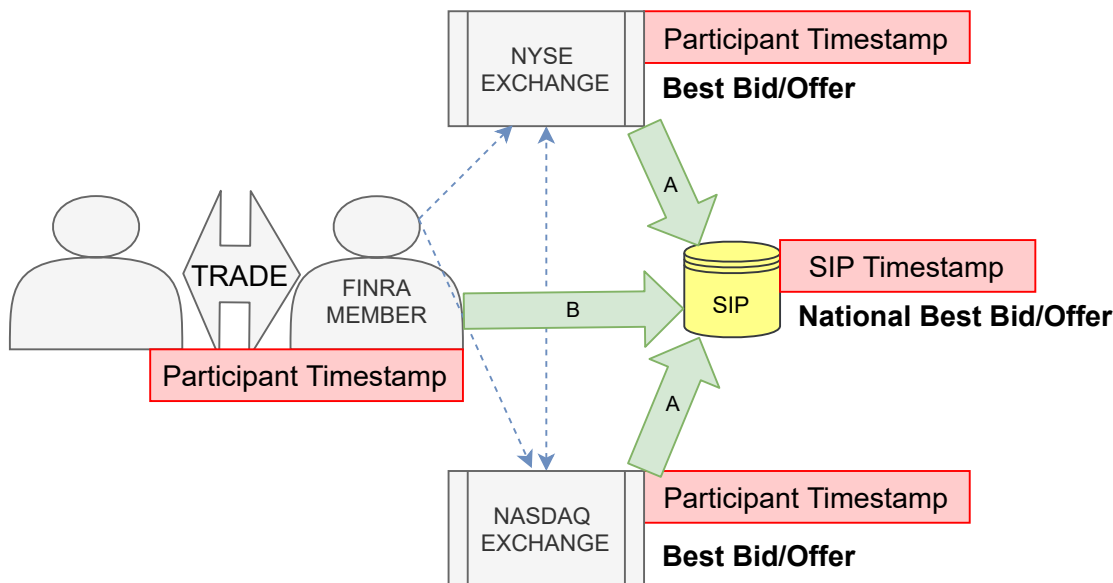 NYSE
EXCHANGE
Participant Timestamp
Best Bid/Offer
A
TRADE
FINRA
MEMBER
Participant Timestamp
B
SIP
SIP Timestamp
National Best Bid/Offer
A
NASDAQ
EXCHANGE
Participant Timestamp
Best Bid/Offer